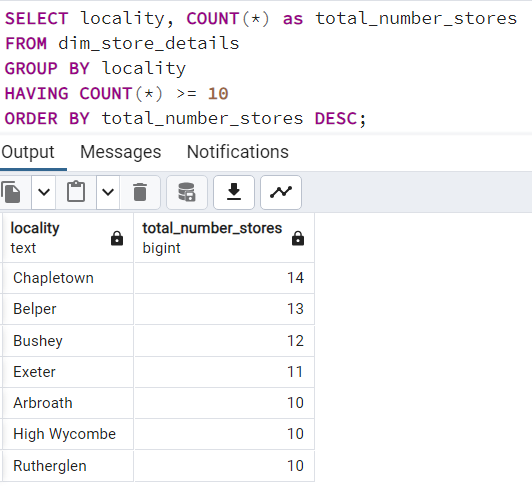 SELECT locality, COUNT(*) as total_number_stores
FROM dim_store_details
GROUP BY locality
HAVING COUNT(*) >= 10
ORDER BY total_number_stores DESC;
Output Messages Notifications
locality total_number_stores
text bigint
Chapletown 14
Belper 13
Bushey 12
Exeter 11
Arbroath 10
High Wycombe 10
Rutherglen 10